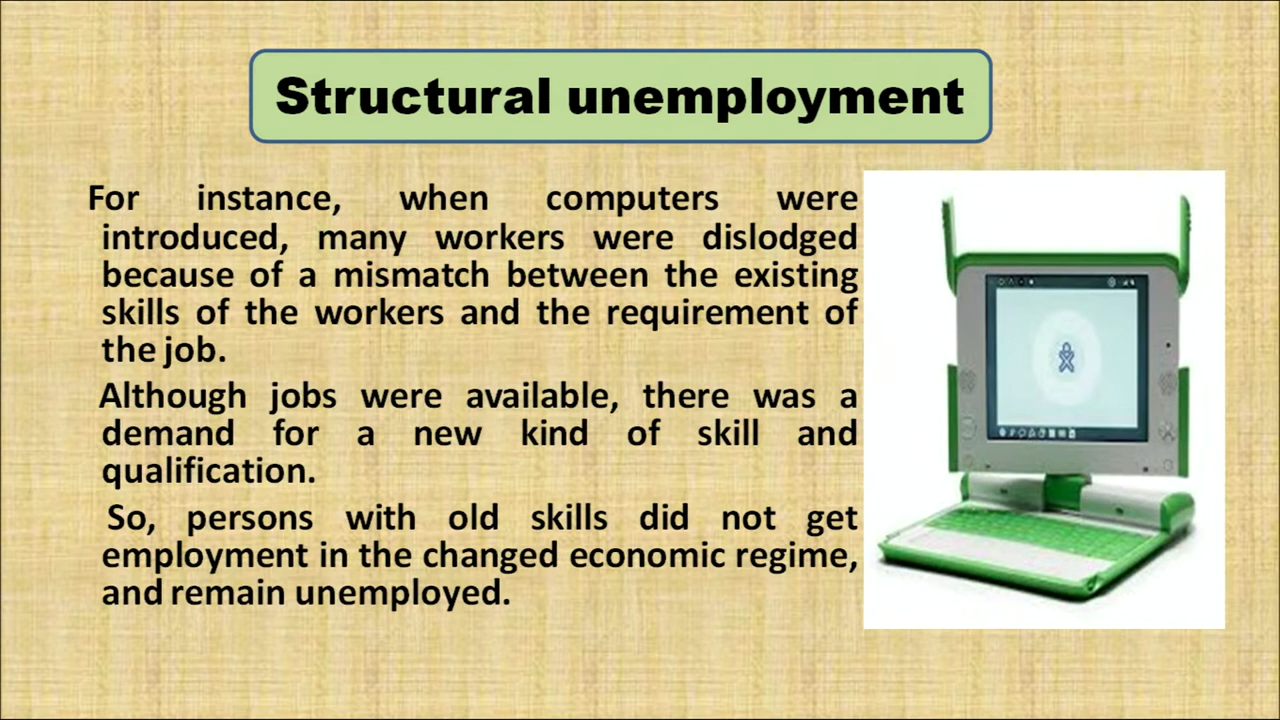 Structural unemployment
For instance, when computers were
introduced, many workers were dislodged
because of a mismatch between the existing
skills of the workers and the requirement of
the job.
Although jobs were available, there was a
demand for a new kind of skill and
qualification.
So, persons with old skills did not get
employment in the changed economic regime,
and remain unemployed.